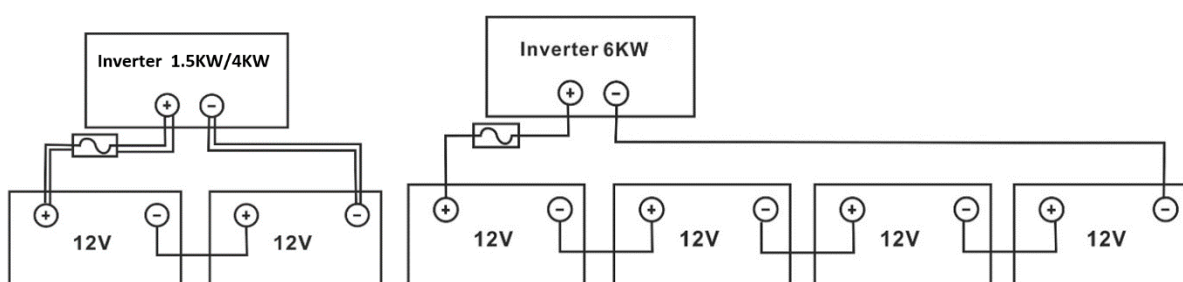 Inverter 1.5KW/4KW
+ −
+ − + −
12V 12V
Inverter 6KW
+ −
+ − + − + − + −
12V 12V 12V 12V